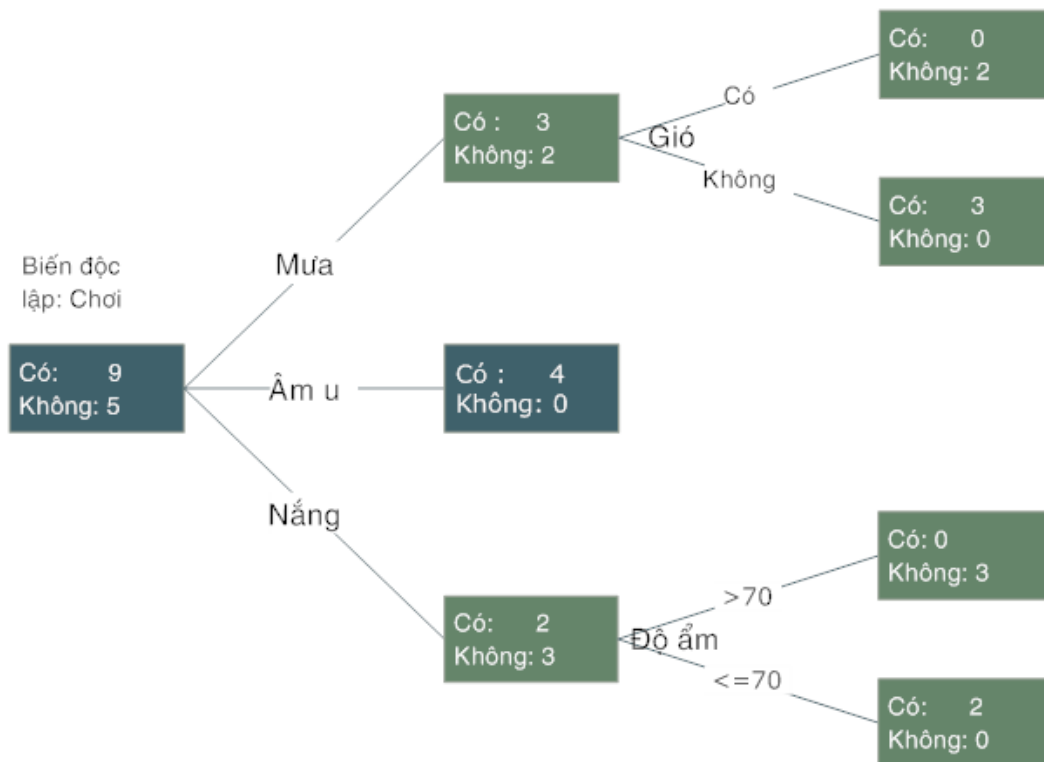 Có: 0
Không: 2
Có
Có : 3
Không: 2
Gió
Không
Có: 3
Không: 0
Mưa
Biến độc
lập: Chơi
Có: 9
Không: 5
Âm u
Có : 4
Không: 0
Nắng
Có: 0
Không: 3
>70
Có: 2
Không: 3
Độ ẩm
<=70
Có: 2
Không: 0